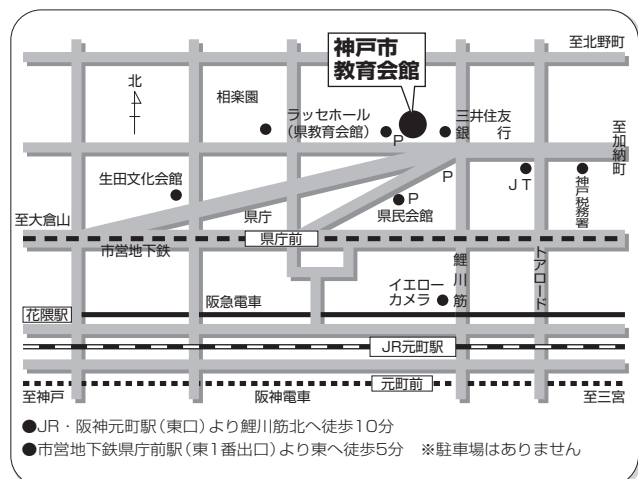 至北野町
神戸市
教育会館
北
相楽園
ラッセホール
(県教育会館)
P
三井住友
銀 行
至加納町
生田文化会館
P
JT
神戸税務署
P
県民会館
至大倉山
県庁
市営地下鉄
県庁前
鯉川筋
トアロード
イエロー
カメラ
阪急電車
花隈駅
JR元町駅
元町前
至神戸
阪神電車
至三宮
●JR・阪神元町駅(東口)より鯉川筋北へ徒歩10分
●市営地下鉄県庁前駅(東1番出口)より東へ徒歩5分 ※駐車場はありません